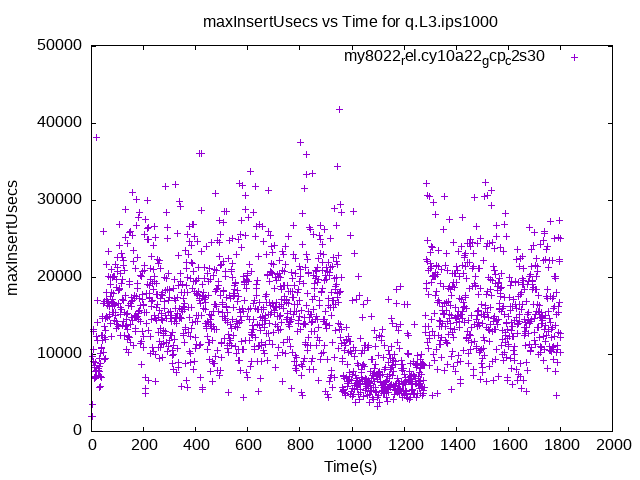 maxInsertUsecs vs Time for q.L3.ips1000
my8022rel.cy10a22gcpc2s30
50000
40000
30000
20000
10000
0
maxInsertUsecs
0 200 400 600 800 1000 1200 1400 1600 1800 2000
Time(s)